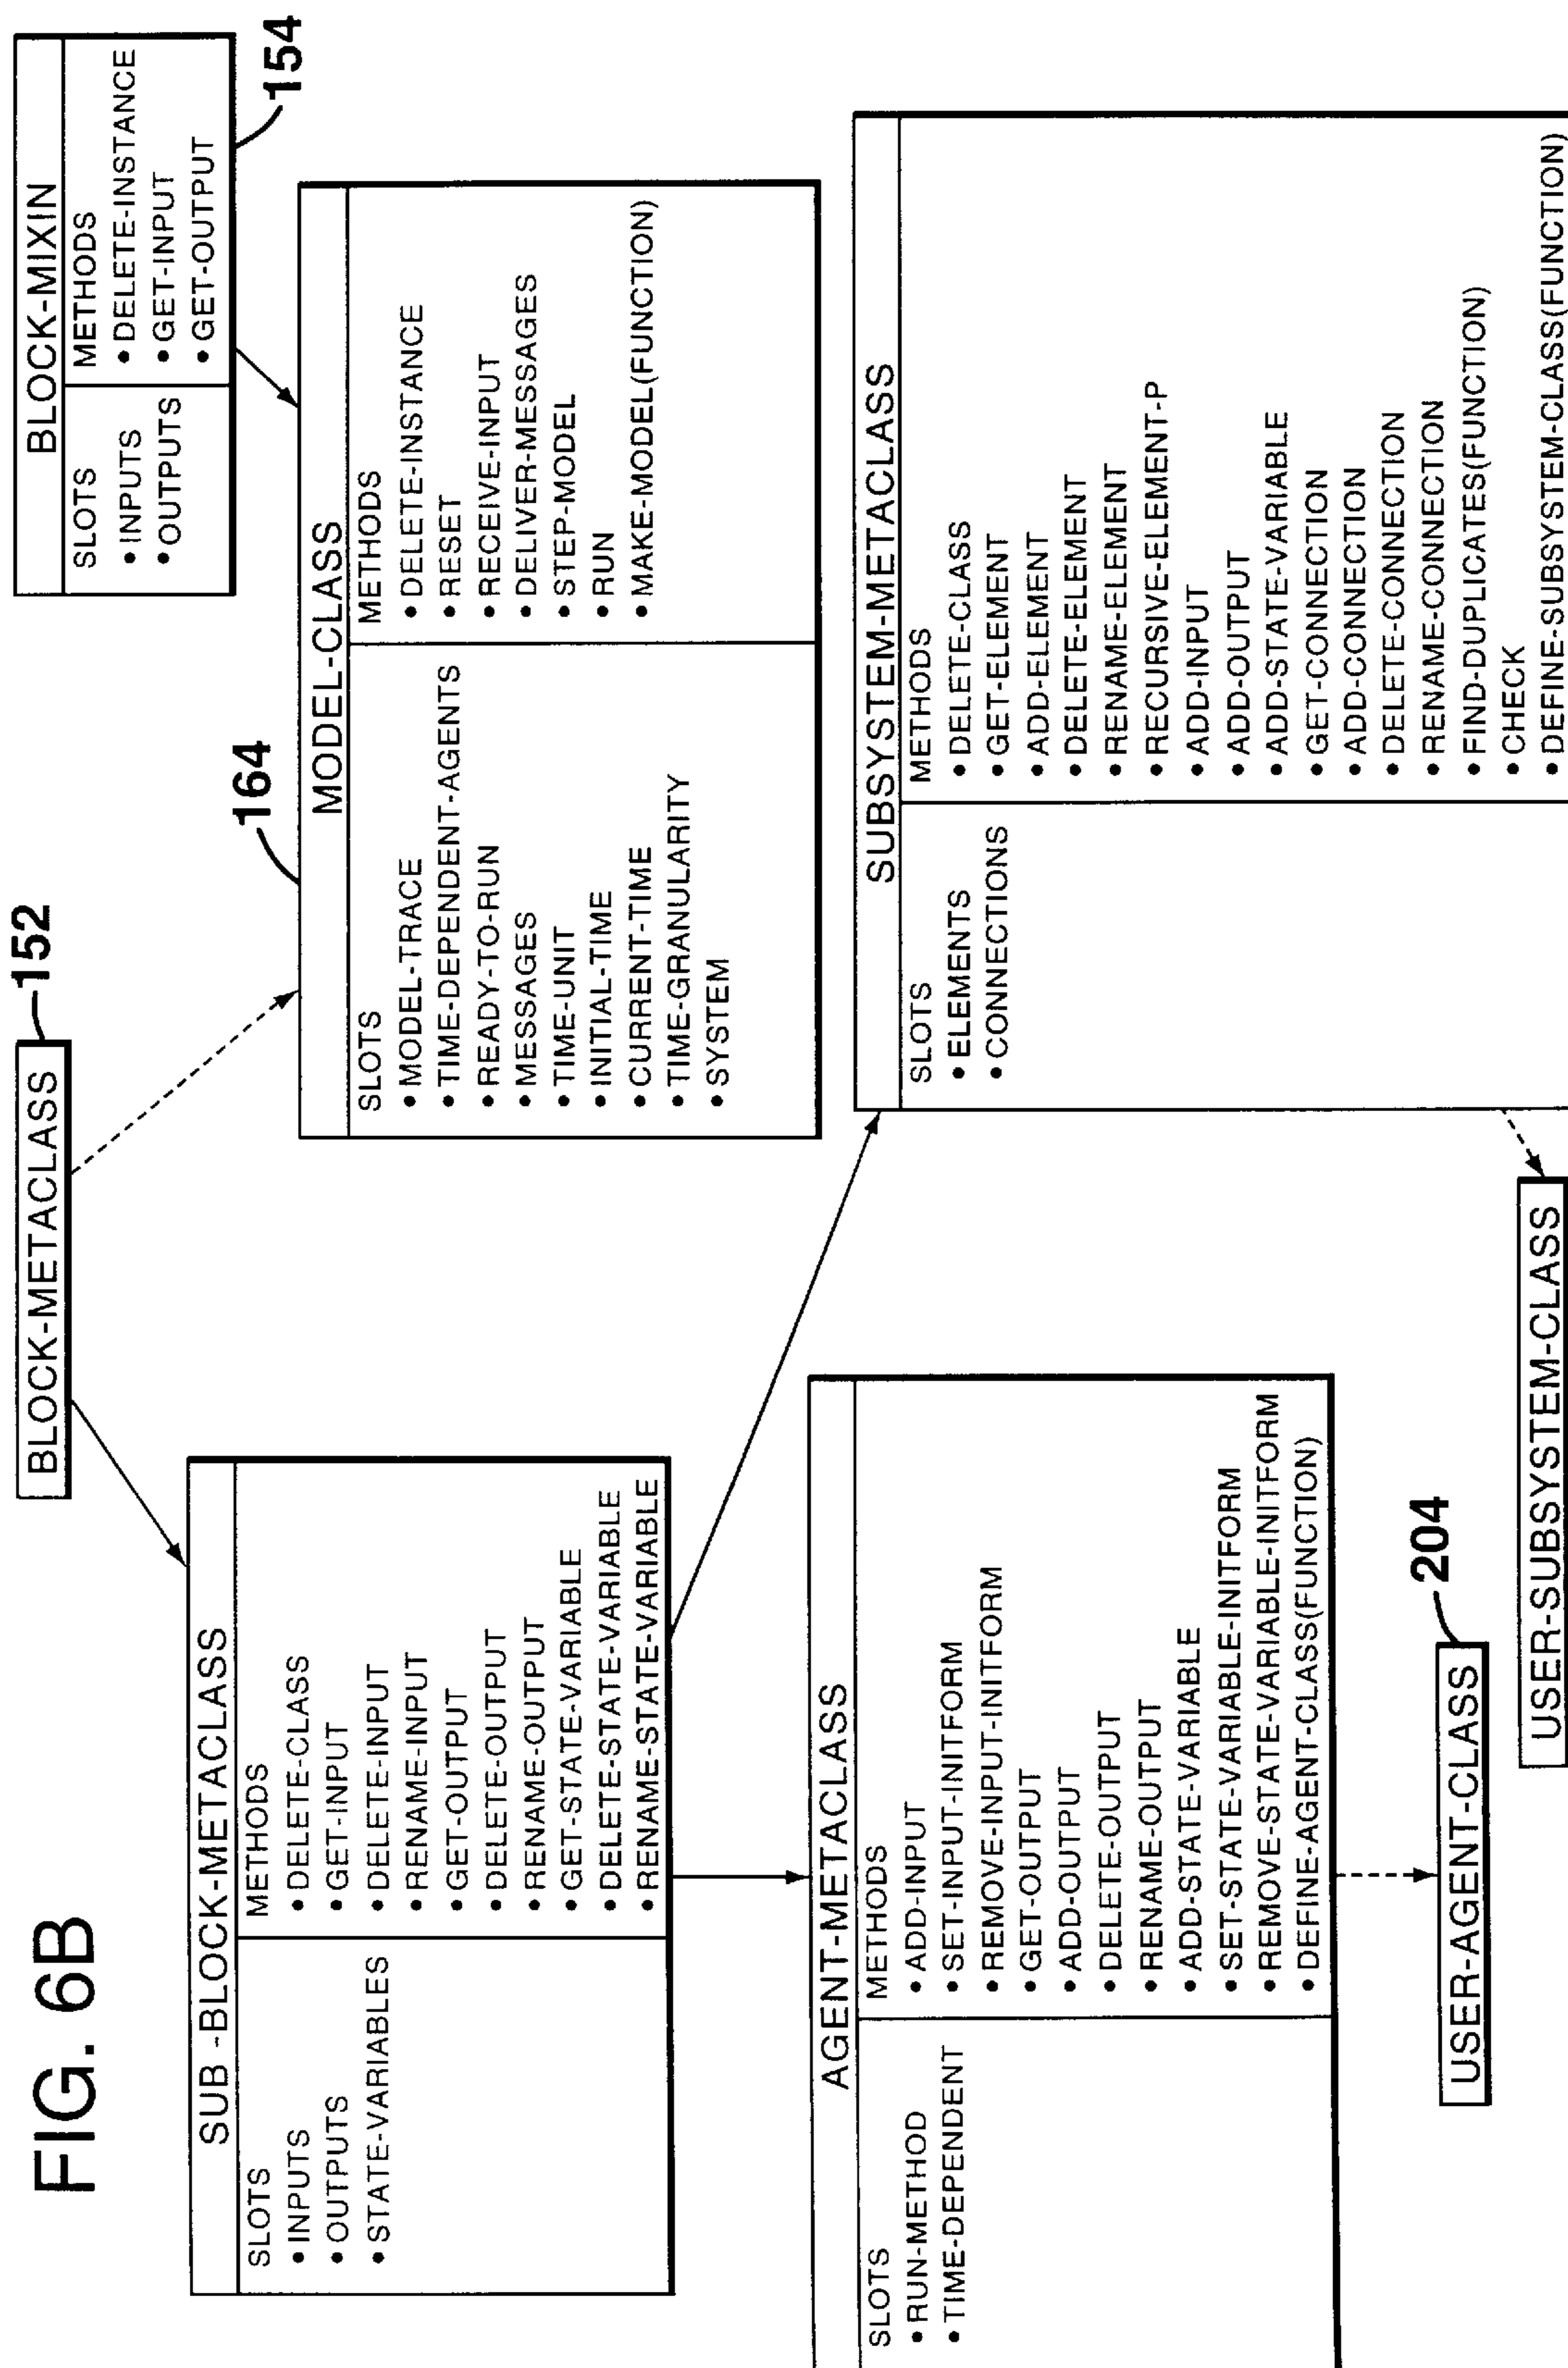 FIG. 6B
BLOCK-METACLASS
152
BLOCK-MIXIN
SLOTS
• INPUTS
• OUTPUTS
METHODS
• DELETE-INSTANCE
• GET-INPUT
• GET-OUTPUT
154
SUB -BLOCK-METACLASS
SLOTS
• INPUTS
• OUTPUTS
• STATE-VARIABLES
METHODS
• DELETE-CLASS
• GET-INPUT
• DELETE-INPUT
• RENAME-INPUT
• GET-OUTPUT
• DELETE-OUTPUT
• RENAME-OUTPUT
• GET-STATE-VARIABLE
• DELETE-STATE-VARIABLE
• RENAME-STATE-VARIABLE
164
MODEL-CLASS
SLOTS
• MODEL-TRACE
• TIME-DEPENDENT-AGENTS
• READY-TO-RUN
• MESSAGES
• TIME-UNIT
• INITIAL-TIME
• CURRENT-TIME
• TIME-GRANULARITY
• SYSTEM
METHODS
• DELETE-INSTANCE
• RESET
• RECEIVE-INPUT
• DELIVER-MESSAGES
• STEP-MODEL
• RUN
• MAKE-MODEL(FUNCTION)
AGENT-METACLASS
SLOTS
• RUN-METHOD
• TIME-DEPENDENT
METHODS
• ADD-INPUT
• SET-INPUT-INITFORM
• REMOVE-INPUT-INITFORM
• GET-OUTPUT
• ADD-OUTPUT
• DELETE-OUTPUT
• RENAME-OUTPUT
• ADD-STATE-VARIABLE
• SET-STATE-VARIABLE-INITFORM
• REMOVE-STATE-VARIABLE-INITFORM
• DEFINE-AGENT-CLASS(FUNCTION)
SUBSYSTEM-METACLASS
SLOTS
• ELEMENTS
• CONNECTIONS
METHODS
• DELETE-CLASS
• GET-ELEMENT
• ADD-ELEMENT
• DELETE-ELEMENT
• RENAME-ELEMENT
• RECURSIVE-ELEMENT-P
• ADD-INPUT
• ADD-OUTPUT
• ADD-STATE-VARIABLE
• GET-CONNECTION
• ADD-CONNECTION
• DELETE-CONNECTION
• RENAME-CONNECTION
• FIND-DUPLICATES(FUNCTION)
• CHECK
• DEFINE-SUBSYSTEM-CLASS(FUNCTION)
USER-AGENT-CLASS
204
USER-SUBSYSTEM-CLASS